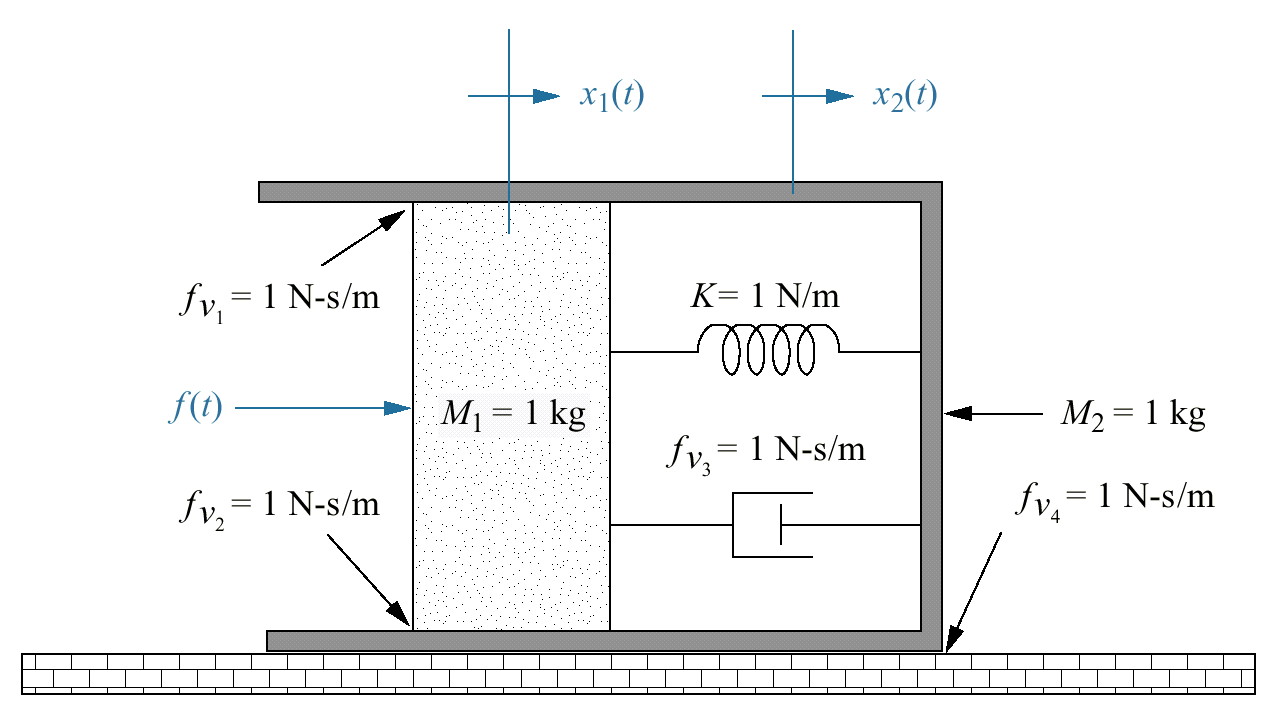 x₁(t)
x₂(t)
fᵥ₁ = 1 N-s/m
K= 1 N/m
f(t)
M₁ = 1 kg
M₂ = 1 kg
fᵥ₃ = 1 N-s/m
fᵥ₂ = 1 N-s/m
fᵥ₄ = 1 N-s/m